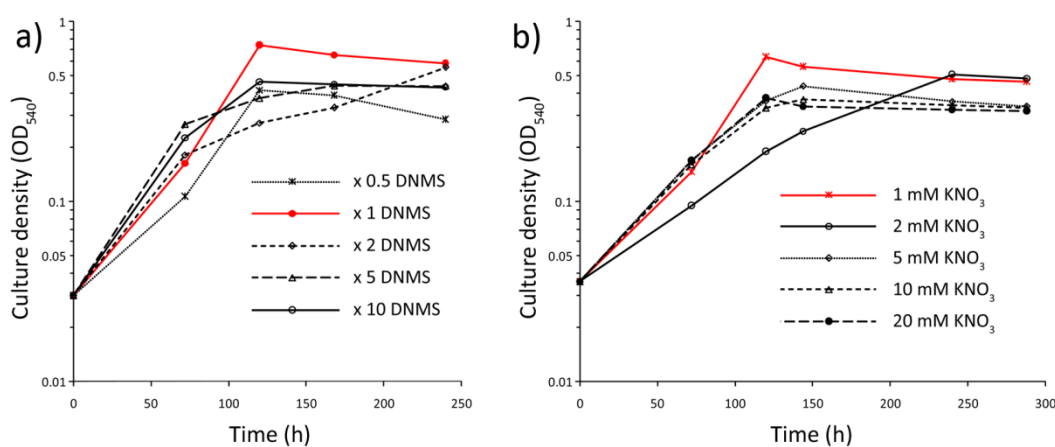 a)
Culture density (OD540)
1
0.5
0.1
0.05
0.01
x 0.5 DNMS
x 1 DNMS
x 2 DNMS
x 5 DNMS
x 10 DNMS
0 50 100 150 200 250
Time (h)
b)
Culture density (OD540)
1
0.5
0.1
0.05
0.01
1 mM KNO3
2 mM KNO3
5 mM KNO3
10 mM KNO3
20 mM KNO3
0 50 100 150 200 250 300
Time (h)